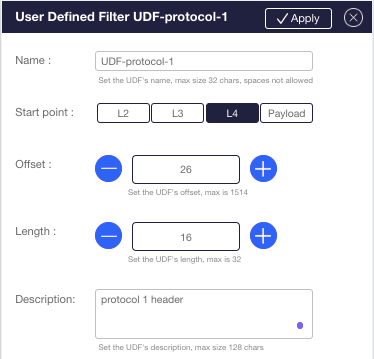 User Defined Filter UDF-protocol-1
Apply
Name :
UDF-protocol-1
Set the UDF's name, max size 32 chars, spaces not allowed
Start point :
L2
L3
L4
Payload
Offset :
26
Set the UDF's offset, max is 1514
Length :
16
Set the UDF's length, max is 32
Description:
protocol 1 header
Set the UDF's description, max size 128 chars